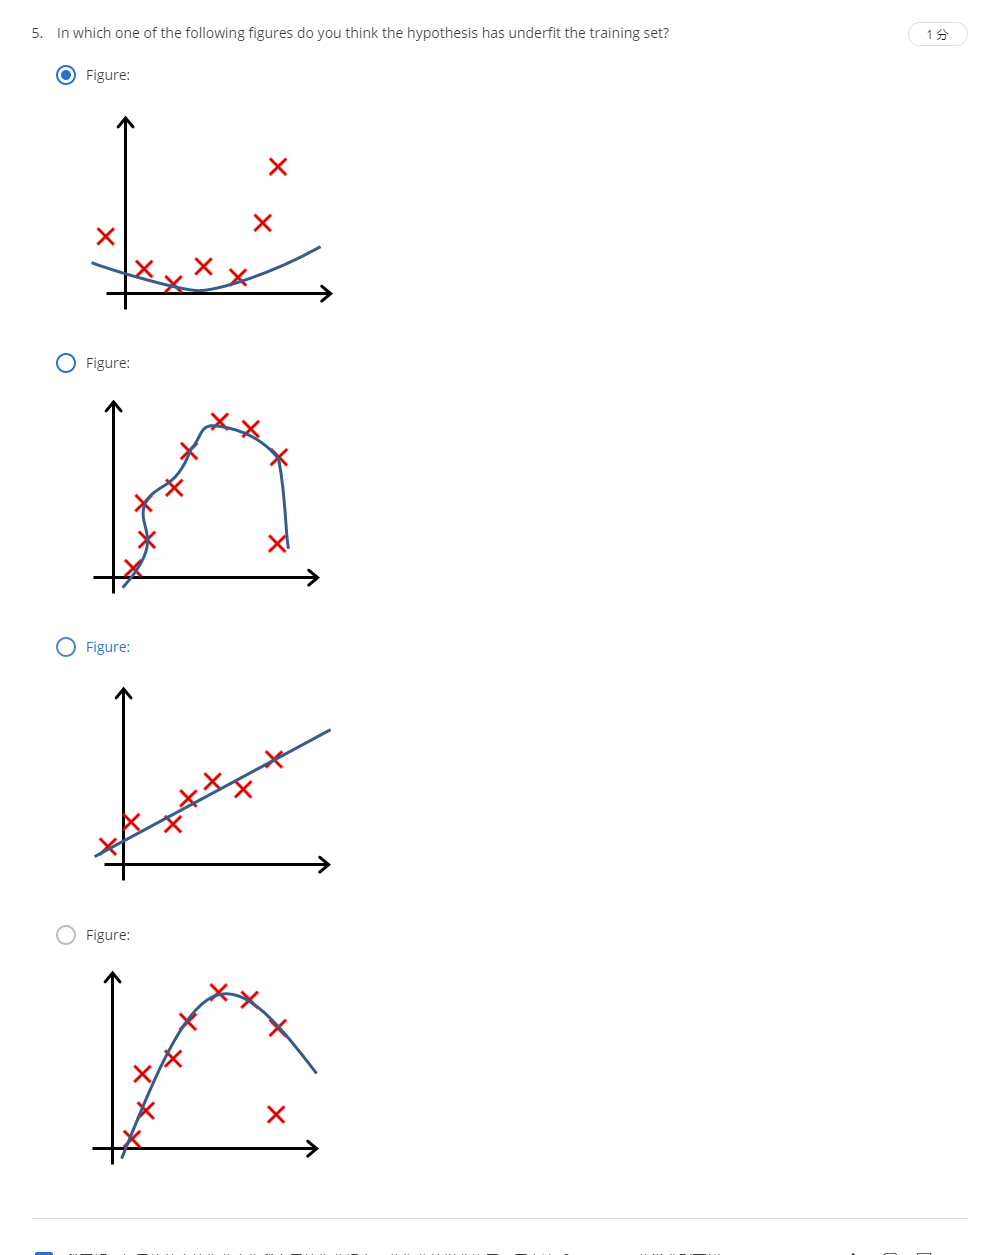 5. In which one of the following figures do you think the hypothesis has underfit the training set?
1 分
Figure:
Figure:
Figure:
Figure: